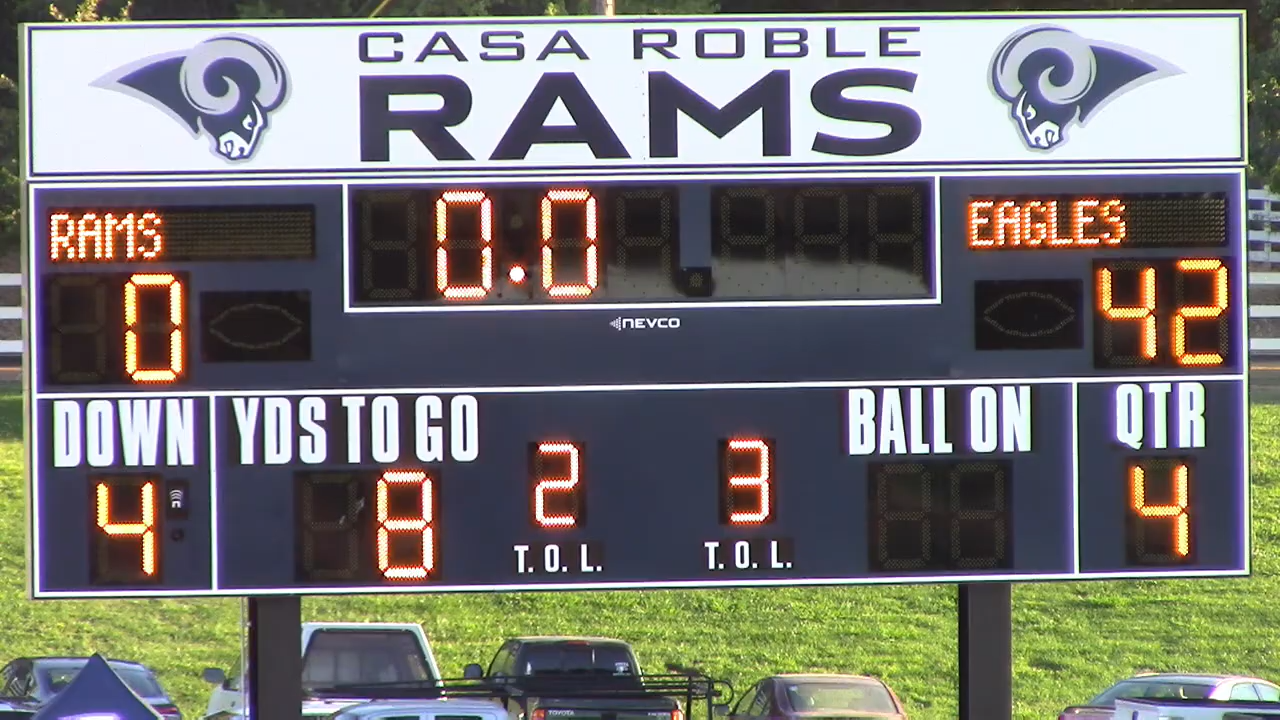 CASA ROBLE
RAMS
RAMS 0.0 EAGLES
0 42
NEVCO
DOWN YDS TO GO BALL ON QTR
4 8 2 3 4
T. O. L. T. O. L.
TOYOTA